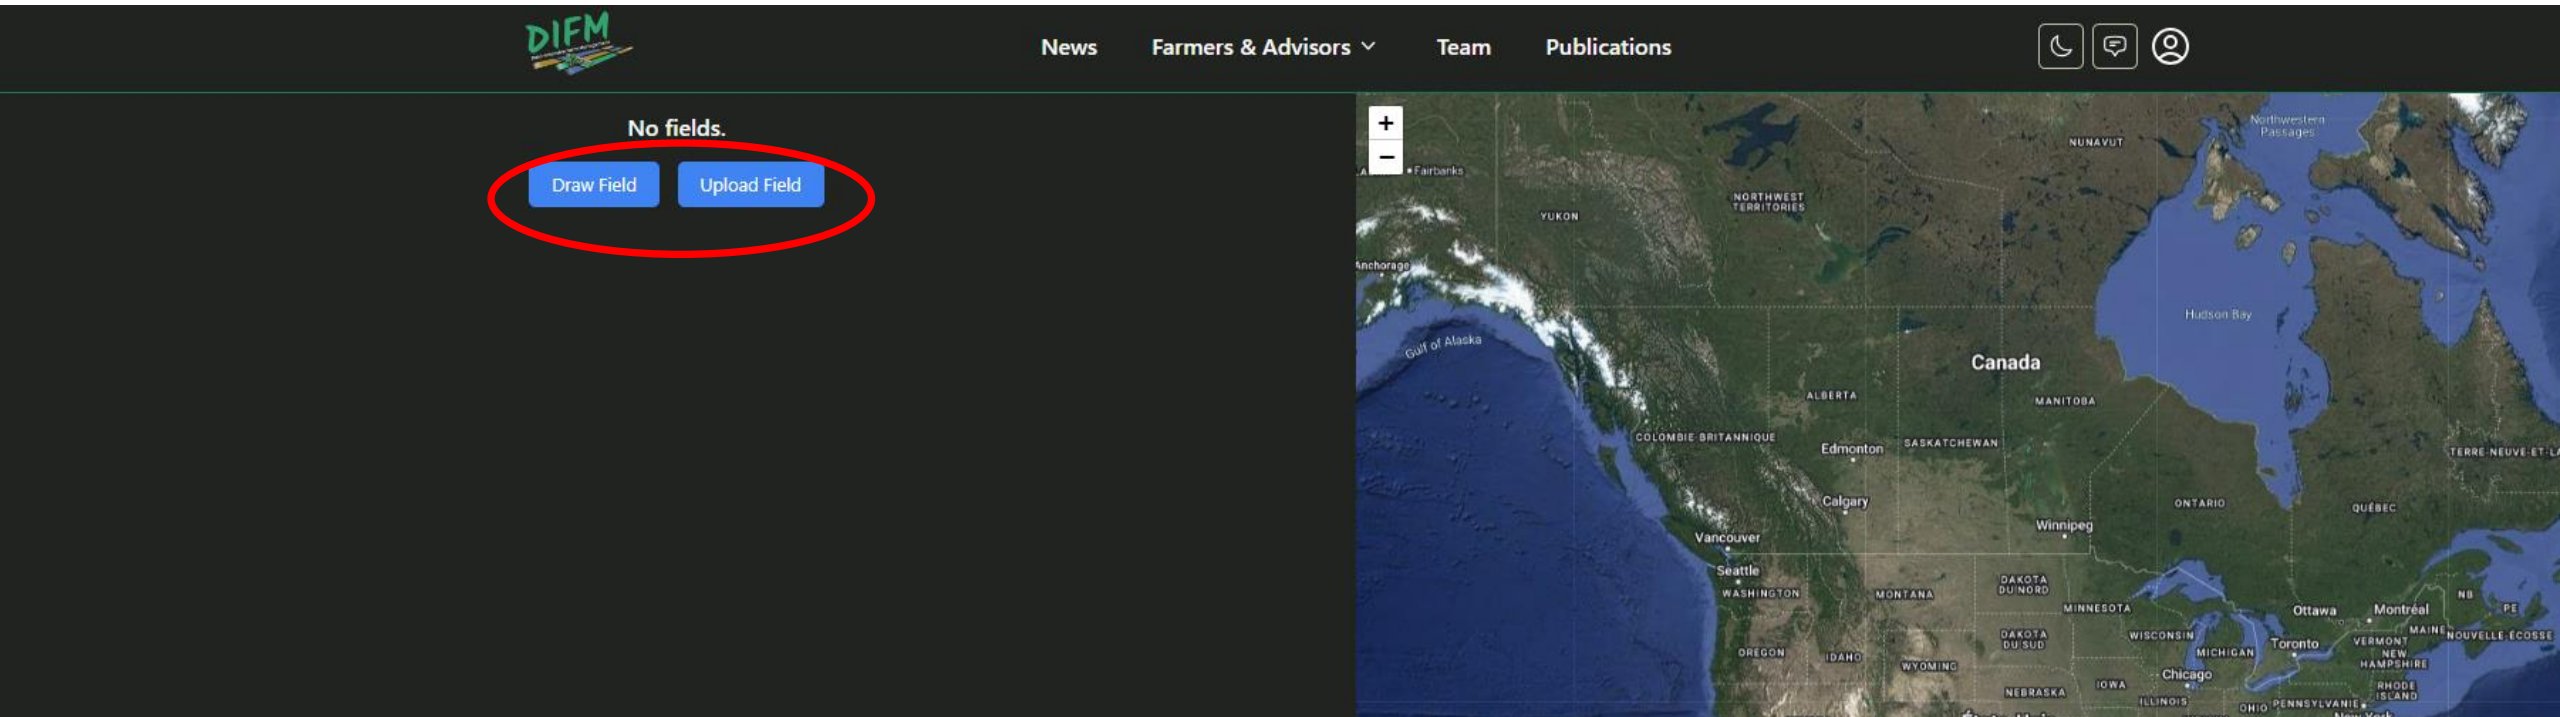 DIFM
News
Farmers & Advisors
Team
Publications
No fields.
Draw Field
Upload Field
+
−
Northwestern
Passages
NUNAVUT
Fairbanks
NORTHWEST
TERRITORIES
YUKON
Anchorage
Hudson Bay
Gulf of Alaska
Canada
ALBERTA
MANITOBA
COLOMBIE BRITANNIQUE
Edmonton
SASKATCHEWAN
TERRE-NEUVE-ET-LA
Calgary
ONTARIO
QUÉBEC
Winnipeg
Vancouver
Seattle
WASHINGTON
MONTANA
DAKOTA
DU NORD
MINNESOTA
Ottawa
Montréal
NB
PE
DAKOTA
DU SUD
WISCONSIN
MICHIGAN
Toronto
VERMONT
MAINE
NOUVELLE-ÉCOSSE
NEW
HAMPSHIRE
OREGON
IDAHO
WYOMING
Chicago
NEBRASKA
IOWA
ILLINOIS
OHIO
PENNSYLVANIE
RHODE
ISLAND
New York